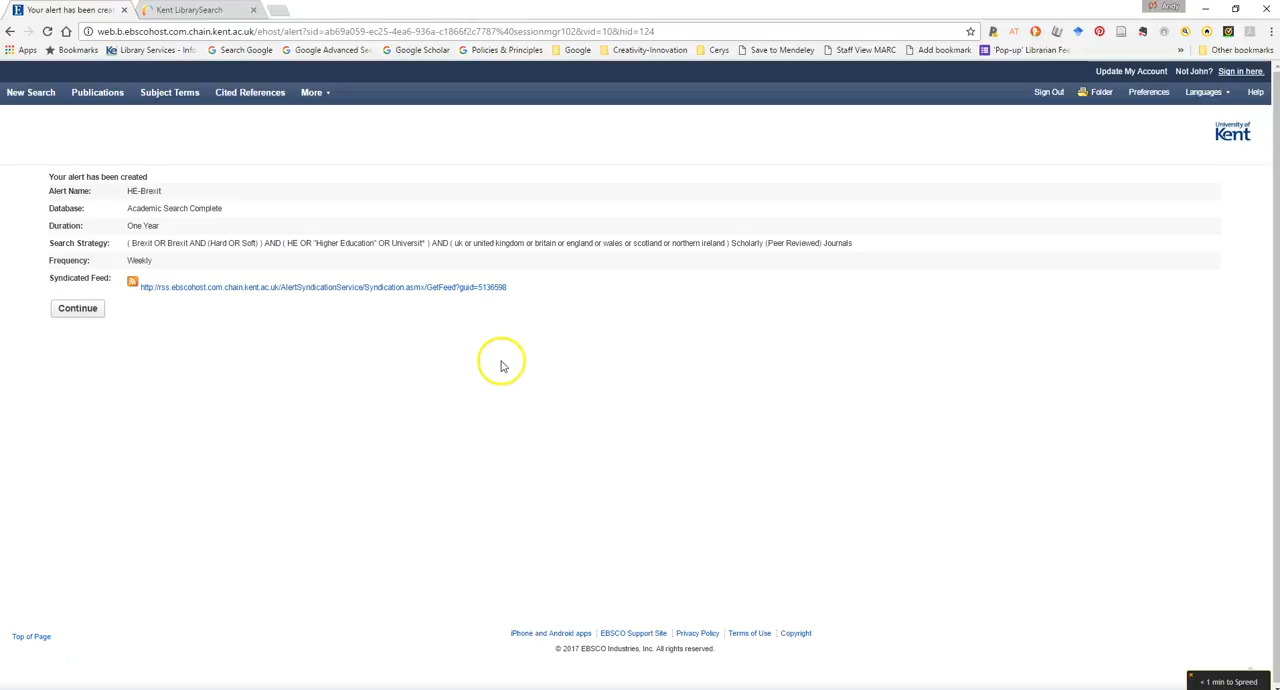 Your alert has been creat
Kent LibrarySearch
Andy
web.b.ebscohost.com.chain.kent.ac.uk/ehost/alert?sid=ab69a059-ec25-4ea6-936a-c1866f2c7787%40sessionmgr102&vid=10&hid=124
Apps Bookmarks Library Services - Inf Search Google Google Advanced Sea Google Scholar Policies & Principles Google Creativity-Innovation Cerys Save to Mendeley Staff View MARC Add bookmark 'Pop-up' Librarian Fee » Other bookmarks
Update My Account Not John? Sign in here.
New Search Publications Subject Terms Cited References More Sign Out Folder Preferences Languages Help
University of
Kent
Your alert has been created
Alert Name: HE-Brexit
Database: Academic Search Complete
Duration: One Year
Search Strategy: ( Brexit OR Brexit AND (Hard OR Soft) ) AND ( HE OR "Higher Education" OR Universit* ) AND ( uk or united kingdom or britain or england or wales or scotland or northern ireland ) Scholarly (Peer Reviewed) Journals
Frequency: Weekly
Syndicated Feed: http://rss.ebscohost.com.chain.kent.ac.uk/AlertSyndicationService/Syndication.asmx/GetFeed?guid=5136598
Continue
Top of Page
iPhone and Android apps | EBSCO Support Site | Privacy Policy | Terms of Use | Copyright
© 2017 EBSCO Industries, Inc. All rights reserved.
< 1 min to Spreed